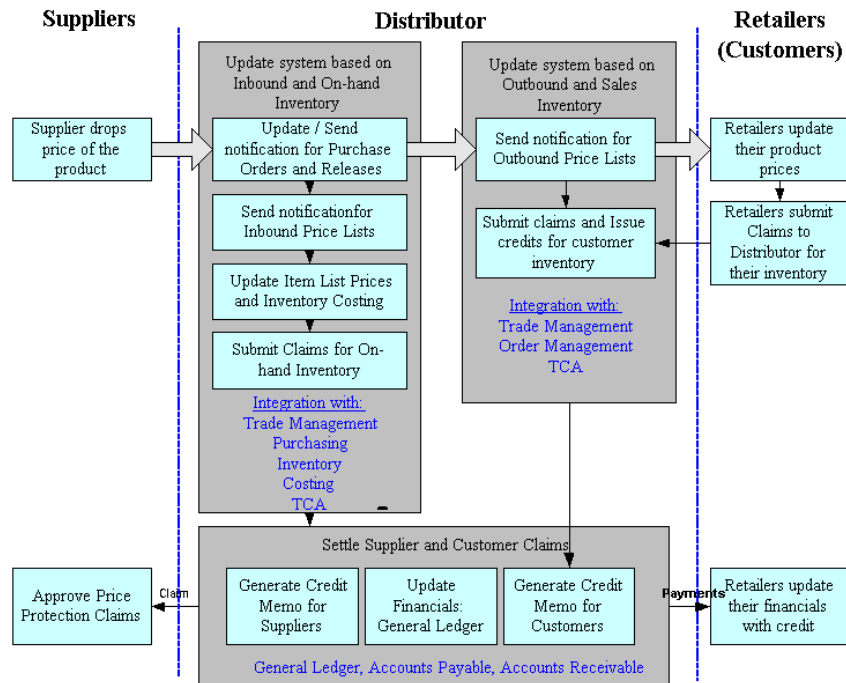 Suppliers
Distributor
Retailers
(Customers)
Update system based on
Inbound and On-hand
Inventory
Update system based on
Outbound and Sales
Inventory
Supplier drops
price of the
product
Update / Send
notification for Purchase
Orders and Releases
Send notification for
Outbound Price Lists
Retailers update
their product
prices
Send notificationfor
Inbound Price Lists
Submit claims and Issue
credits for customer
inventory
Retailers submit
Claims to
Distributor for
their inventory
Update Item List Prices
and Inventory Costing
Submit Claims for On-
hand Inventory
Integration with:
Trade Management
Order Management
TCA
Integration with:
Trade Management
Purchasing
Inventory
Costing
TCA
Settle Supplier and Customer Claims
Approve Price
Protection Claims
Claim
Generate Credit
Memo for
Suppliers
Update
Financials:
General Ledger
Generate Credit
Memo for
Customers
Payments
Retailers update
their financials
with credit
General Ledger, Accounts Payable, Accounts Receivable